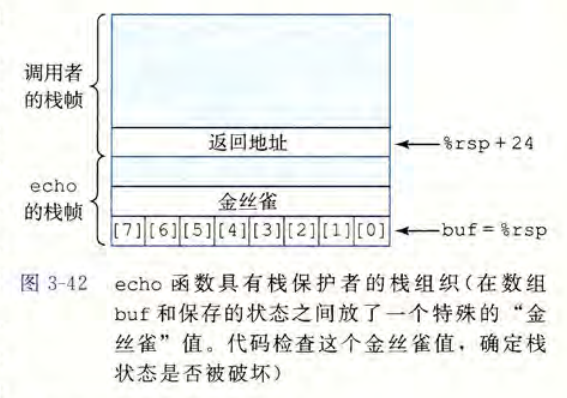 调用者
的栈帧
返回地址
%rsp+24
echo
的栈帧
金丝雀
[7][6][5][4][3][2][1][0]
buf=%rsp
图 3-42 echo 函数具有栈保护者的栈组织(在数组
buf 和保存的状态之间放了一个特殊的“金
丝雀”值。代码检查这个金丝雀值，确定栈
状态是否被破坏)